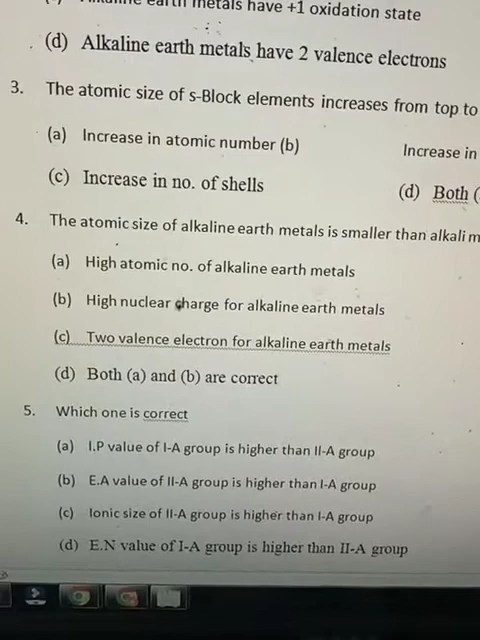 earth metals have +1 oxidation state
(d) Alkaline earth metals have 2 valence electrons
3. The atomic size of s-Block elements increases from top to
(a) Increase in atomic number (b) Increase in
(c) Increase in no. of shells (d) Both (
4. The atomic size of alkaline earth metals is smaller than alkali m
(a) High atomic no. of alkaline earth metals
(b) High nuclear charge for alkaline earth metals
(c) Two valence electron for alkaline earth metals
(d) Both (a) and (b) are correct
5. Which one is correct
(a) I.P value of I-A group is higher than II-A group
(b) E.A value of II-A group is higher than I-A group
(c) Ionic size of II-A group is higher than I-A group
(d) E.N value of I-A group is higher than II-A group